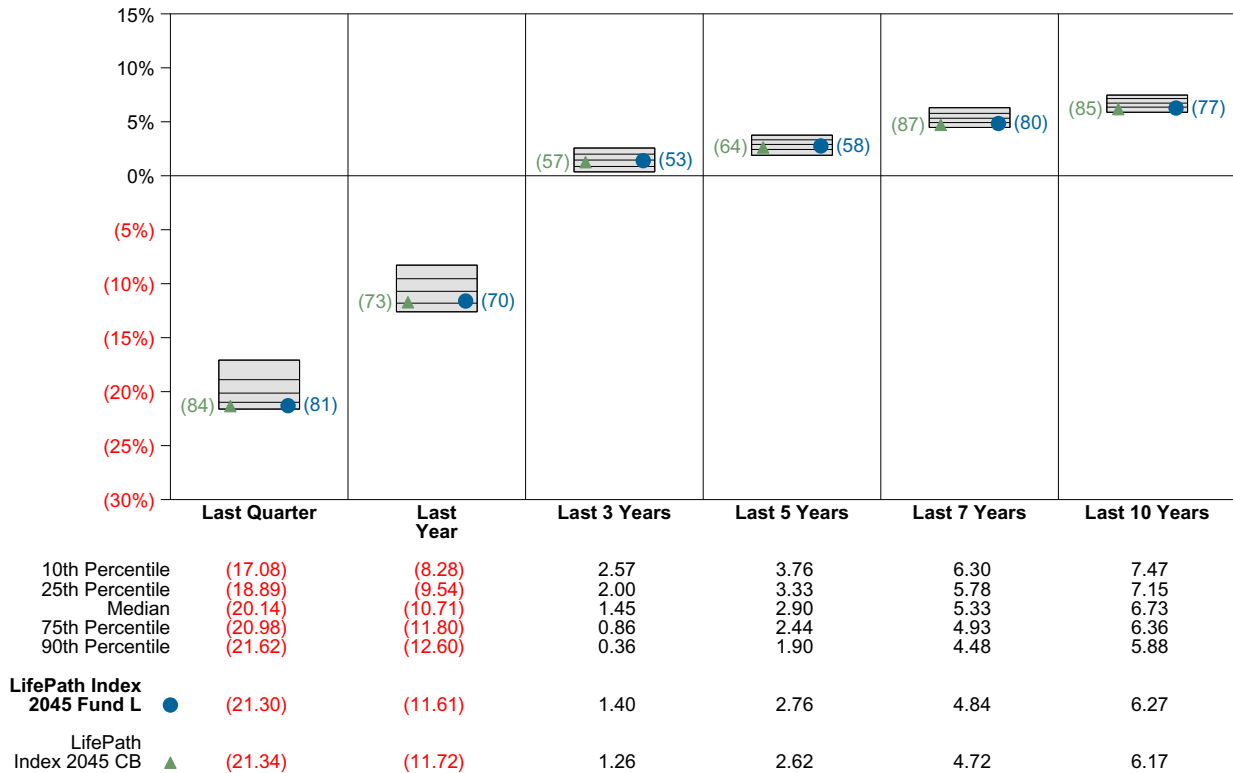 15%
10%
5%
0%
(5%)
(10%)
(15%)
(20%)
(25%)
(30%)
(84) (81)
(73) (70)
(57) (53)
(64) (58)
(87) (80)
(85) (77)
Last Quarter Last Year Last 3 Years Last 5 Years Last 7 Years Last 10 Years
10th Percentile (17.08) (8.28) 2.57 3.76 6.30 7.47
25th Percentile (18.89) (9.54) 2.00 3.33 5.78 7.15
Median (20.14) (10.71) 1.45 2.90 5.33 6.73
75th Percentile (20.98) (11.80) 0.86 2.44 4.93 6.36
90th Percentile (21.62) (12.60) 0.36 1.90 4.48 5.88
LifePath Index
2045 Fund L (21.30) (11.61) 1.40 2.76 4.84 6.27
LifePath
Index 2045 CB (21.34) (11.72) 1.26 2.62 4.72 6.17